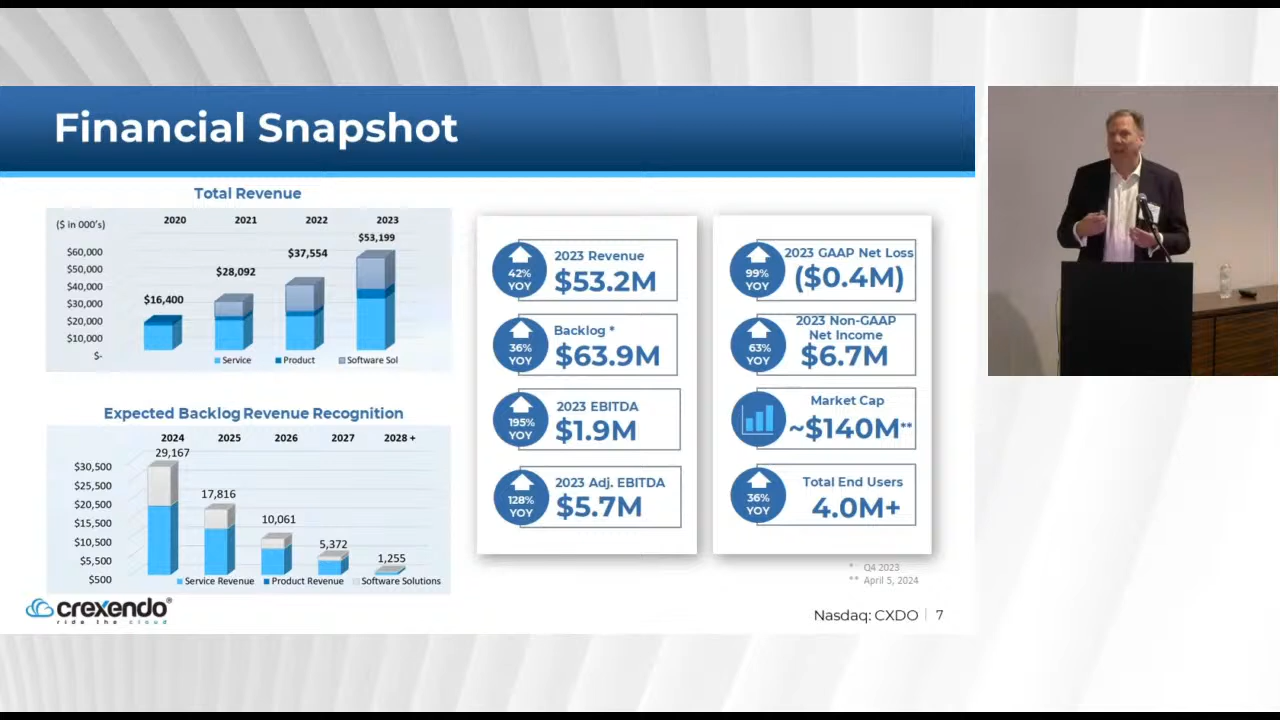 Financial Snapshot
Total Revenue
($ in 000's)
2020 2021 2022 2023
$60,000
$50,000
$40,000
$30,000
$20,000
$10,000
$-
$16,400
$28,092
$37,554
$53,199
Service Product Software Sol
Expected Backlog Revenue Recognition
2024 2025 2026 2027 2028 +
$30,500
$25,500
$20,500
$15,500
$10,500
$5,500
$500
29,167
17,816
10,061
5,372
1,255
Service Revenue Product Revenue Software Solutions
42%
YOY
2023 Revenue
$53.2M
36%
YOY
Backlog *
$63.9M
195%
YOY
2023 EBITDA
$1.9M
128%
YOY
2023 Adj. EBITDA
$5.7M
99%
YOY
2023 GAAP Net Loss
($0.4M)
63%
YOY
2023 Non-GAAP
Net Income
$6.7M
Market Cap
~$140M**
36%
YOY
Total End Users
4.0M+
* Q4 2023
** April 5, 2024
crexendo®
ride the cloud
Nasdaq: CXDO | 7